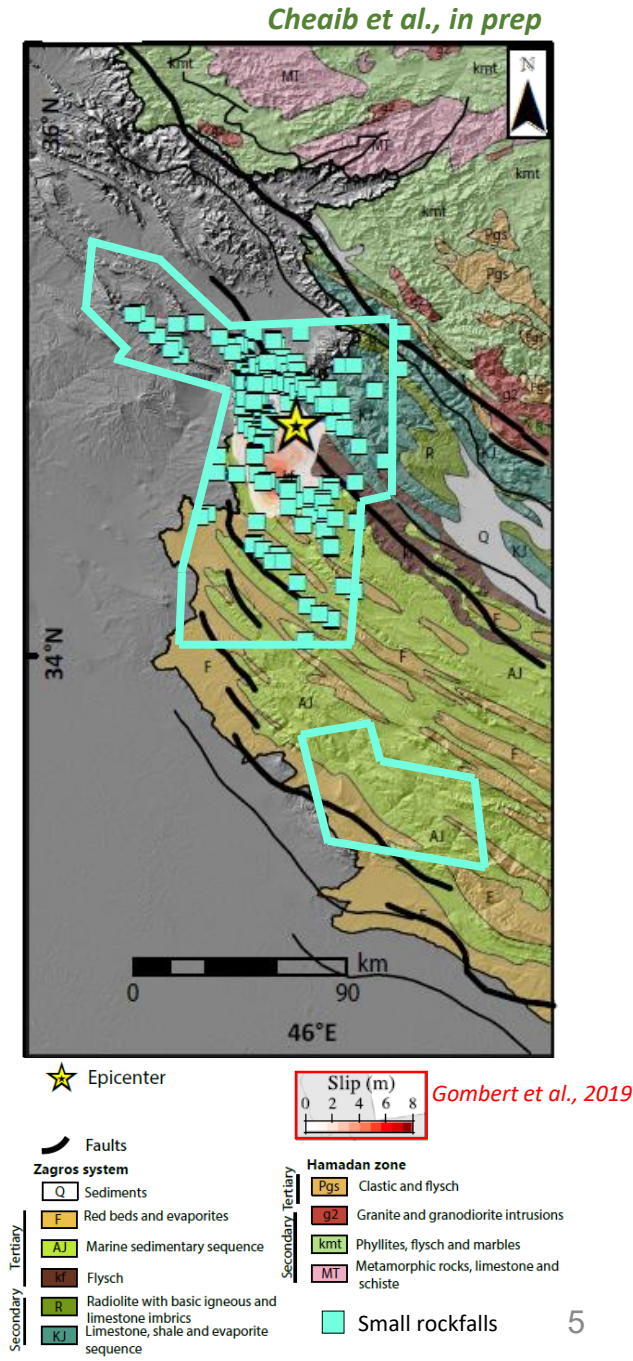 Cheaib et al., in prep
N
kmt
MT
g2
kmt
36°N
g2
MT
kmt
kmt
Pgs
Pgs
g2
R
R
KJ
Q
KJ
34°N
F
F
F
AJ
AJ
AJ
E
km
0 90
46°E
Epicenter
Slip (m)
0 2 4 6 8
Gombert et al., 2019
Faults
Zagros system
Q Sediments
Tertiary
F Red beds and evaporites
AJ Marine sedimentary sequence
kf Flysch
Secondary
R Radiolite with basic igneous and
limestone imbrics
KJ Limestone, shale and evaporite
sequence
Hamadan zone
Tertiary
Pgs Clastic and flysch
Secondary
g2 Granite and granodiorite intrusions
kmt Phyllites, flysch and marbles
MT Metamorphic rocks, limestone and
schiste
Small rockfalls
5